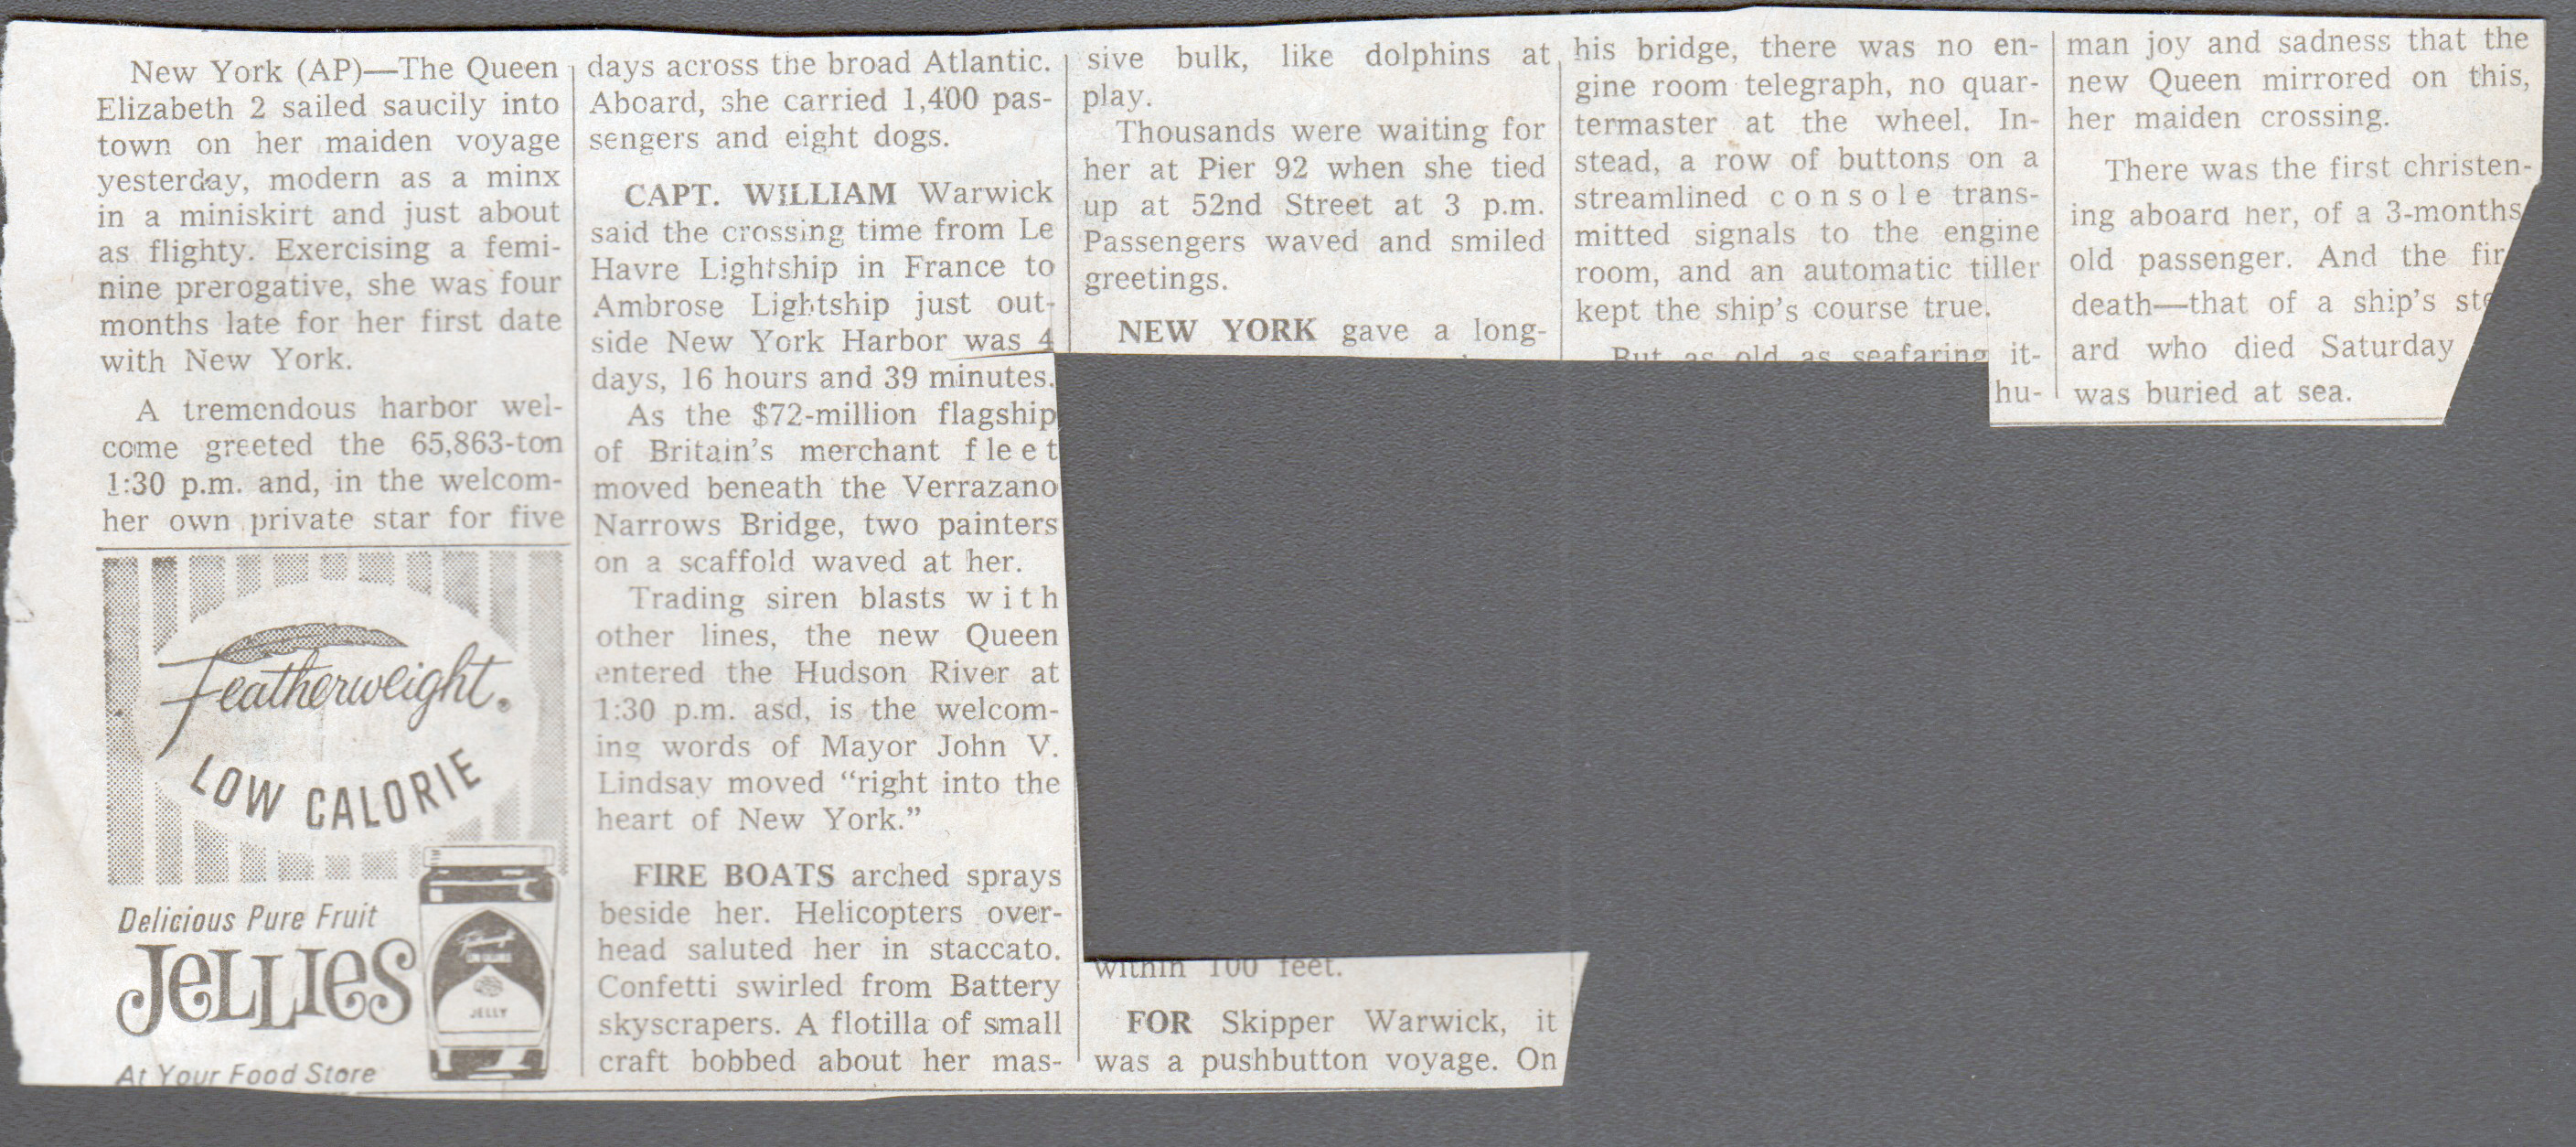 New York (AP)—The Queen
Elizabeth 2 sailed saucily into
town on her maiden voyage
yesterday, modern as a minx
in a miniskirt and just about
as flighty. Exercising a femi-
nine prerogative, she was four
months late for her first date
with New York.
A tremendous harbor wel-
come greeted the 65,863-ton
1:30 p.m. and, in the welcom-
her own private star for five
Featherweight®
LOW CALORIE
Delicious Pure Fruit
JeLLIeS
JELLY
At Your Food Store
days across the broad Atlantic.
Aboard, she carried 1,400 pas-
sengers and eight dogs.
CAPT. WILLIAM Warwick
said the crossing time from Le
Havre Lightship in France to
Ambrose Lightship just out-
side New York Harbor was 4
days, 16 hours and 39 minutes.
As the $72-million flagship
of Britain's merchant fleet
moved beneath the Verrazano
Narrows Bridge, two painters
on a scaffold waved at her.
Trading siren blasts with
other lines, the new Queen
entered the Hudson River at
1:30 p.m. asd, is the welcom-
ing words of Mayor John V.
Lindsay moved “right into the
heart of New York.”
FIRE BOATS arched sprays
beside her. Helicopters over-
head saluted her in staccato.
Confetti swirled from Battery
skyscrapers. A flotilla of small
craft bobbed about her mas-
sive bulk, like dolphins at
play.
Thousands were waiting for
her at Pier 92 when she tied
up at 52nd Street at 3 p.m.
Passengers waved and smiled
greetings.
NEW YORK gave a long-
within 100 feet.
FOR Skipper Warwick, it
was a pushbutton voyage. On
his bridge, there was no en-
gine room telegraph, no quar-
termaster at the wheel. In-
stead, a row of buttons on a
streamlined console trans-
mitted signals to the engine
room, and an automatic tiller
kept the ship's course true.
But as old as seafaring it-
hu-
man joy and sadness that the
new Queen mirrored on this,
her maiden crossing.
There was the first christen-
ing aboard her, of a 3-months
old passenger. And the fir
death—that of a ship's ste
ard who died Saturday
was buried at sea.